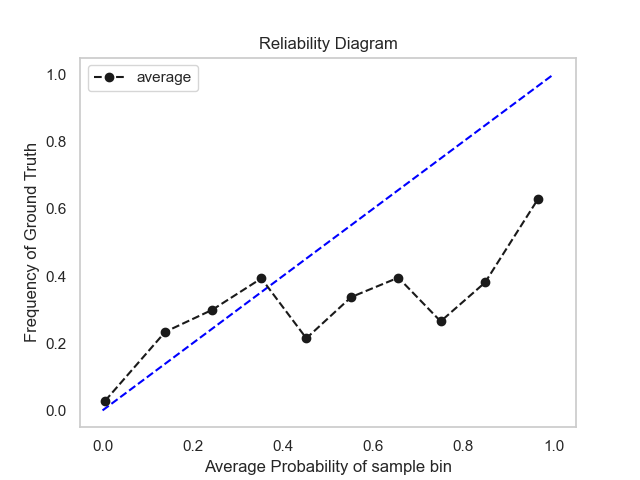 Reliability Diagram
average
Frequency of Ground Truth
1.0
0.8
0.6
0.4
0.2
0.0
0.0 0.2 0.4 0.6 0.8 1.0
Average Probability of sample bin